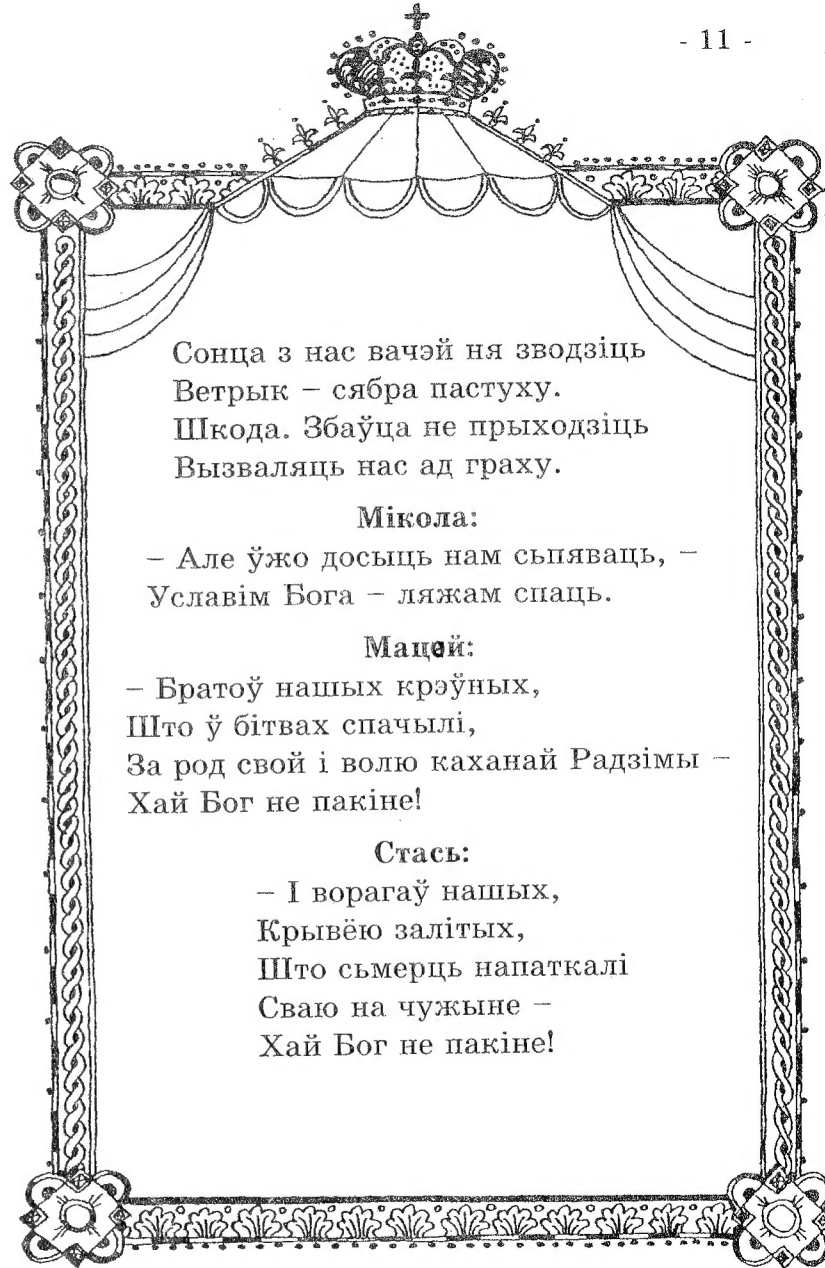 - 11 -
Сонца з нас вачэй ня зводзіць
Ветрык – сябра пастуху.
Шкода. Збаўца не прыходзіць
Вызваляць нас ад граху.
Мікола:
– Але ўжо досыць нам сьпяваць, –
Уславім Бога – ляжам спаць.
Мацей:
– Братоў нашых крэўных,
Што ў бітвах спачылі,
За род свой і волю каханай Радзімы –
Хай Бог не пакіне!
Стась:
– І ворагаў нашых,
Крывёю залітых,
Што сьмерць напаткалі
Сваю на чужыне –
Хай Бог не пакіне!